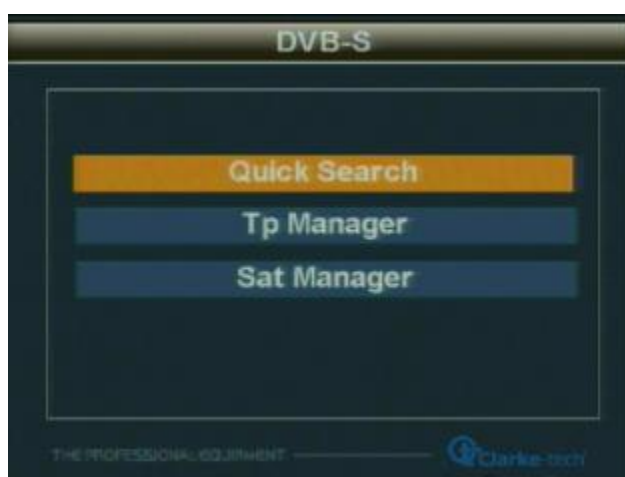 DVB-S
Quick Search
Tp Manager
Sat Manager
THE PROFESSIONAL EQUIPMENT
Clarke-tech